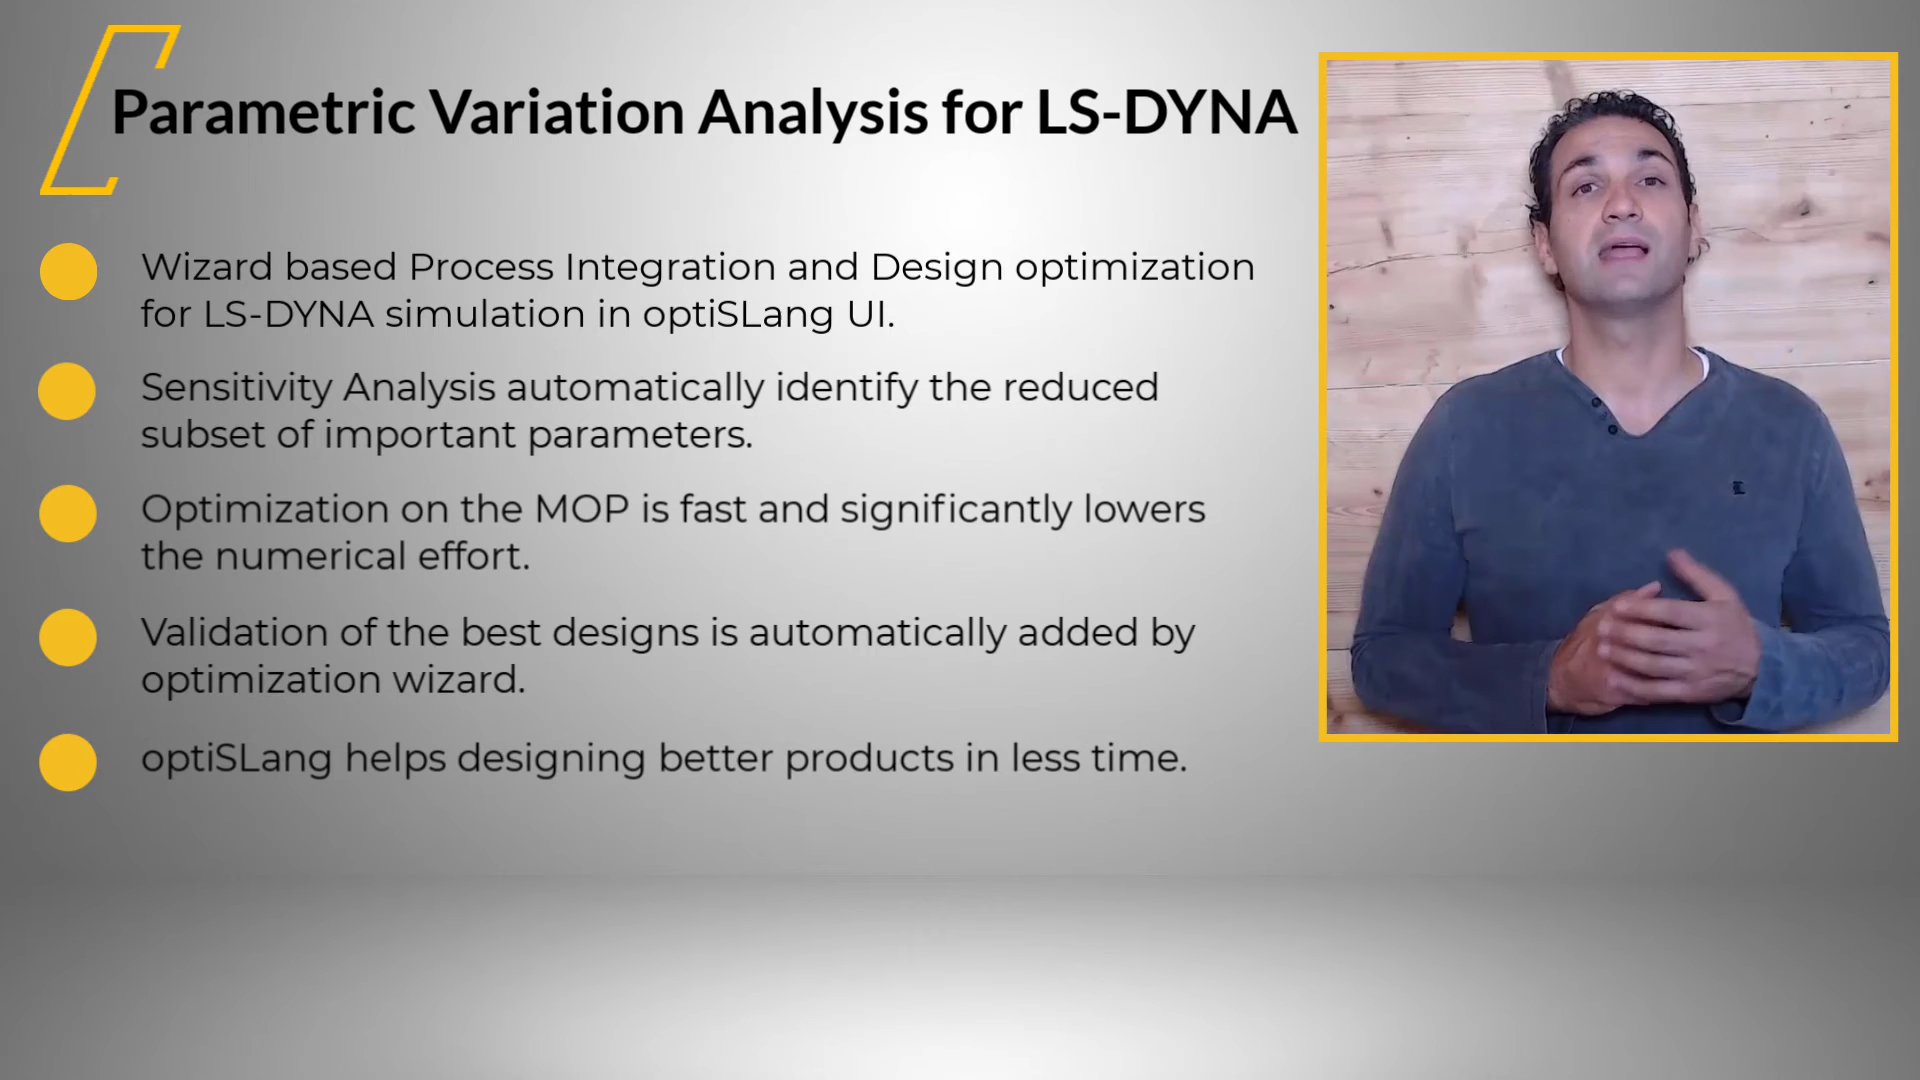 Parametric Variation Analysis for LS-DYNA
Wizard based Process Integration and Design optimization
for LS-DYNA simulation in optiSLang UI.
Sensitivity Analysis automatically identify the reduced
subset of important parameters.
Optimization on the MOP is fast and significantly lowers
the numerical effort.
Validation of the best designs is automatically added by
optimization wizard.
optiSLang helps designing better products in less time.